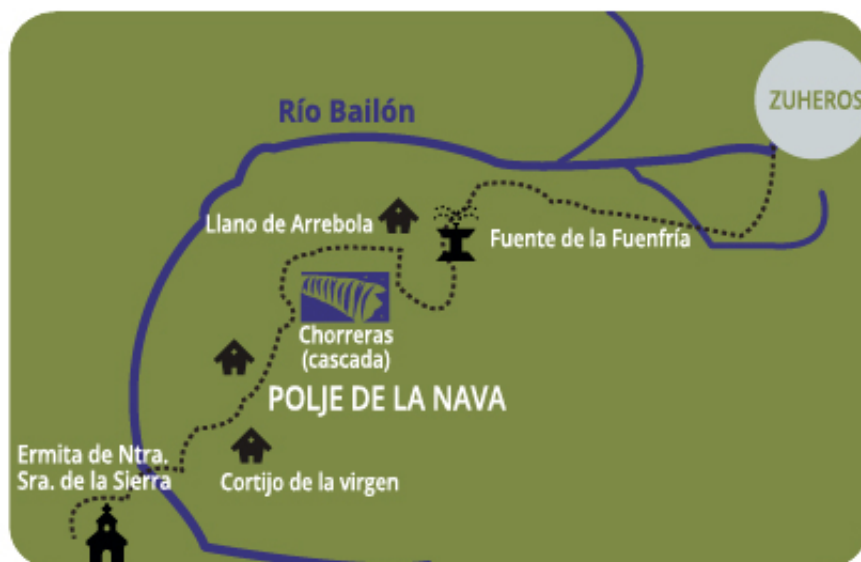 ZUHEROS
Río Bailón
Llano de Arrebola
Fuente de la Fuenfría
Chorreras
(cascada)
POLJE DE LA NAVA
Ermita de Ntra.
Sra. de la Sierra
Cortijo de la virgen